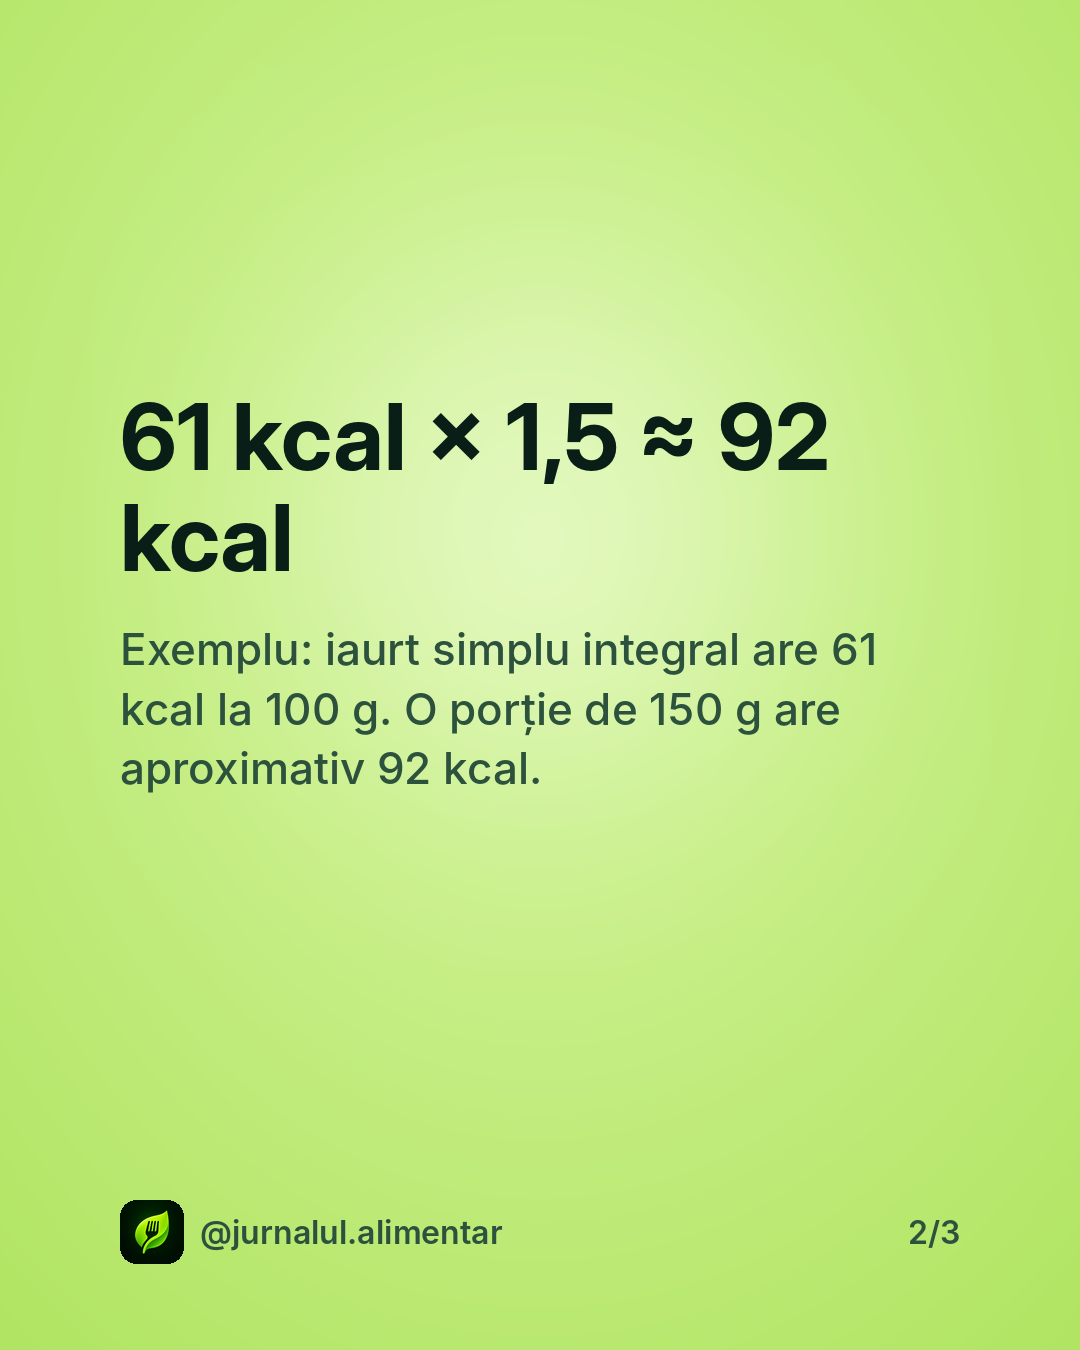 61 kcal × 1,5 ≈ 92
kcal
Exemplu: iaurt simplu integral are 61
kcal la 100 g. O porție de 150 g are
aproximativ 92 kcal.
@jurnalul.alimentar
2/3